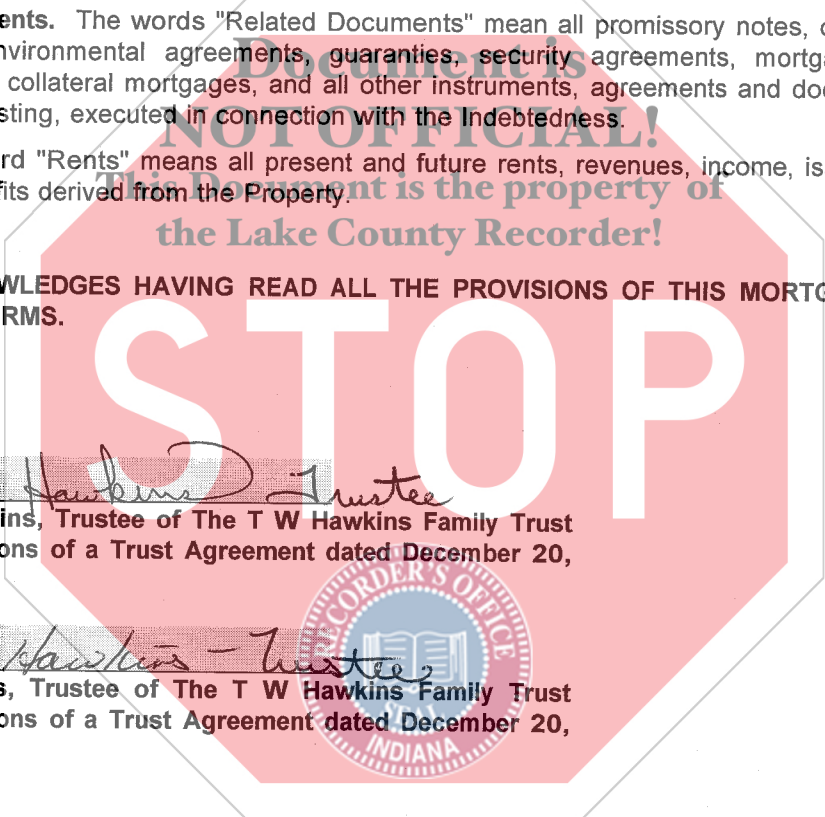 ents. The words "Related Documents" mean all promissory notes,
nvironmental agreements, guaranties, security agreements, mortga
collateral mortgages, and all other instruments, agreements and doc
sting, executed in connection with the Indebtedness.
rd "Rents" means all present and future rents, revenues, income, is
fits derived from the Property.
Document is
NOT OFFICIAL!
This Document is the property of
the Lake County Recorder!
WLEDGES HAVING READ ALL THE PROVISIONS OF THIS MORTG
RMS.
STOP
Hawkins Trustee
ins, Trustee of The T W Hawkins Family Trust
ons of a Trust Agreement dated December 20,
Hawkins - Trustee
s, Trustee of The T W Hawkins Family Trust
ons of a Trust Agreement dated December 20,
RECORDER'S OFFICE
SEAL
INDIANA